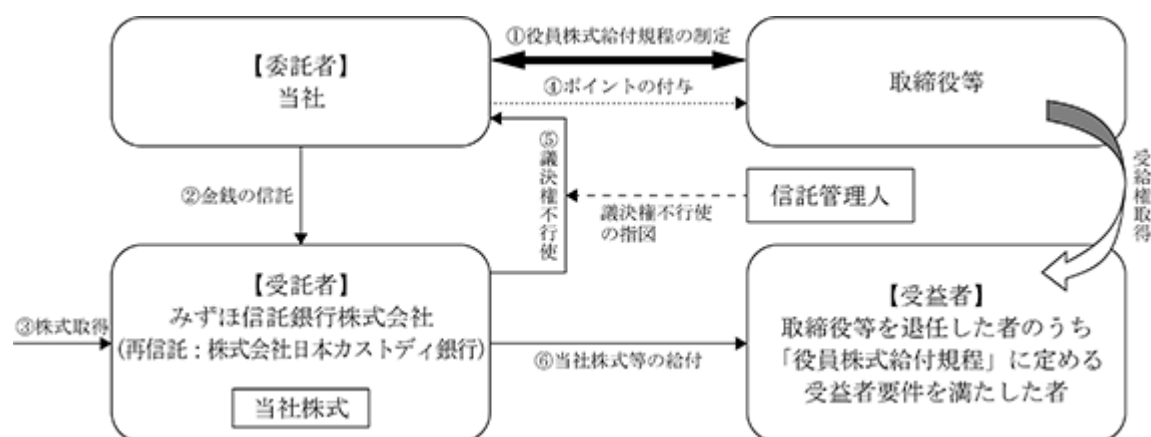 ①役員株式給付規程の制定
【委託者】
当社
取締役等
④ポイントの付与
⑤議決権不行使
②金銭の信託
信託管理人
議決権不行使
の指図
受給権取得
【受託者】
みずほ信託銀行株式会社
(再信託：株式会社日本カストディ銀行)
③株式取得
当社株式
⑥当社株式等の給付
【受益者】
取締役等を退任した者のうち
「役員株式給付規程」に定める
受益者要件を満たした者